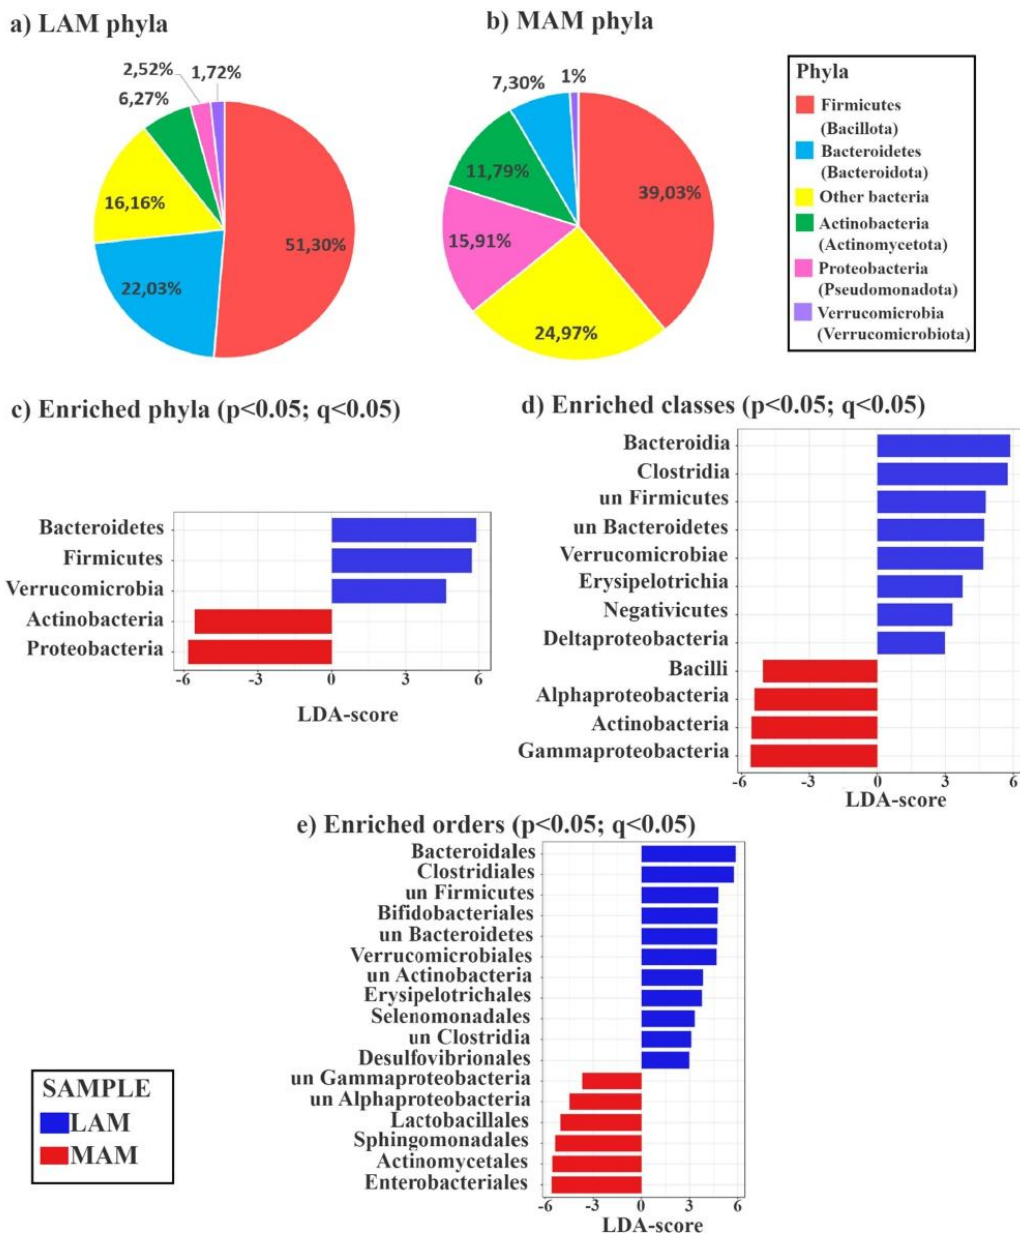 a) LAM phyla
b) MAM phyla
2,52%
1,72%
6,27%
16,16%
22,03%
51,30%
7,30%
1%
11,79%
15,91%
24,97%
39,03%
Phyla
Firmicutes
(Bacillota)
Bacteroidetes
(Bacteroidota)
Other bacteria
Actinobacteria
(Actinomycetota)
Proteobacteria
(Pseudomonadota)
Verrucomicrobia
(Verrucomicrobiota)
c) Enriched phyla (p<0.05; q<0.05)
Bacteroidetes
Firmicutes
Verrucomicrobia
Actinobacteria
Proteobacteria
-6 -3 0 3 6
LDA-score
d) Enriched classes (p<0.05; q<0.05)
Bacteroidia
Clostridia
un Firmicutes
un Bacteroidetes
Verrucomicrobiae
Erysipelotrichia
Negativicutes
Deltaproteobacteria
Bacilli
Alphaproteobacteria
Actinobacteria
Gammaproteobacteria
-6 -3 0 3 6
LDA-score
e) Enriched orders (p<0.05; q<0.05)
Bacteroidales
Clostridiales
un Firmicutes
Bifidobacteriales
un Bacteroidetes
Verrucomicrobiales
un Actinobacteria
Erysipelotrichales
Selenomonadales
un Clostridia
Desulfovibrionales
un Gammaproteobacteria
un Alphaproteobacteria
Lactobacillales
Sphingomonadales
Actinomycetales
Enterobacteriales
-6 -3 0 3 6
LDA-score
SAMPLE
LAM
MAM